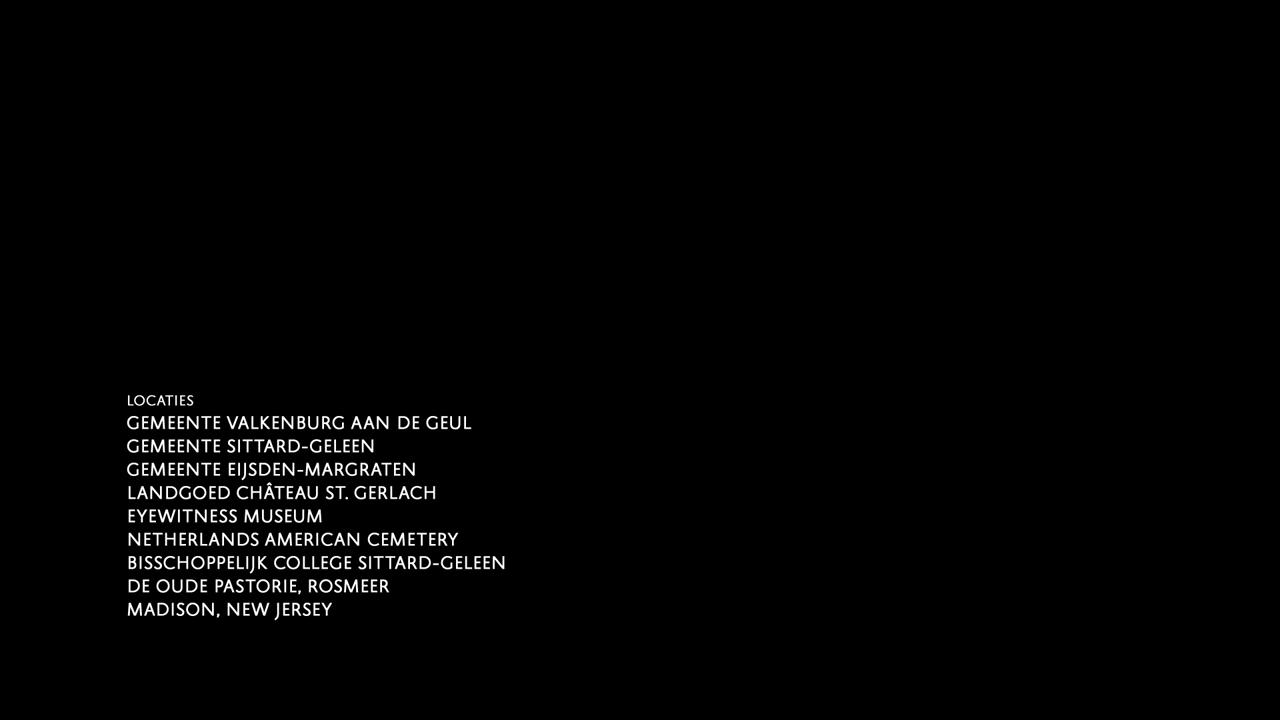 LOCATIES
GEMEENTE VALKENBURG AAN DE GEUL
GEMEENTE SITTARD-GELEEN
GEMEENTE EIJSDEN-MARGRATEN
LANDGOED CHÂTEAU ST. GERLACH
EYEWITNESS MUSEUM
NETHERLANDS AMERICAN CEMETERY
BISSCHOPPELIJK COLLEGE SITTARD-GELEEN
DE OUDE PASTORIE, ROSMEER
MADISON, NEW JERSEY